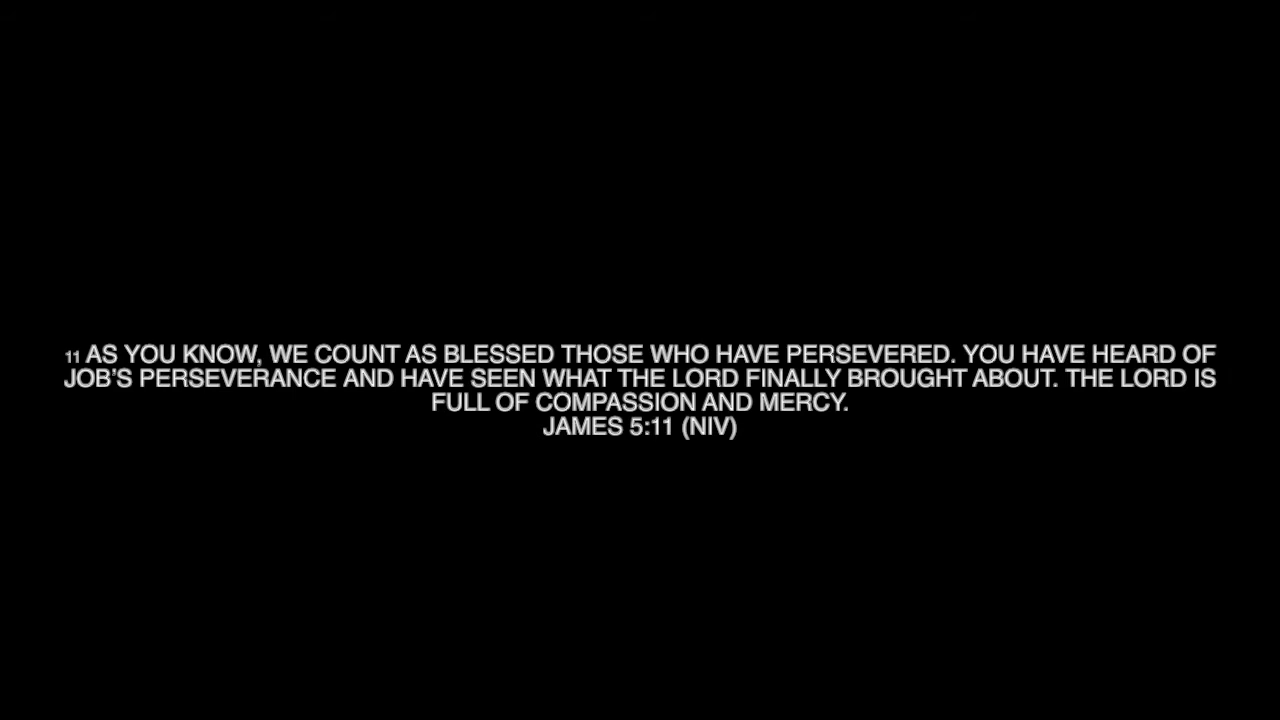 11 AS YOU KNOW, WE COUNT AS BLESSED THOSE WHO HAVE PERSEVERED. YOU HAVE HEARD OF
JOB’S PERSEVERANCE AND HAVE SEEN WHAT THE LORD FINALLY BROUGHT ABOUT. THE LORD IS
FULL OF COMPASSION AND MERCY.
JAMES 5:11 (NIV)